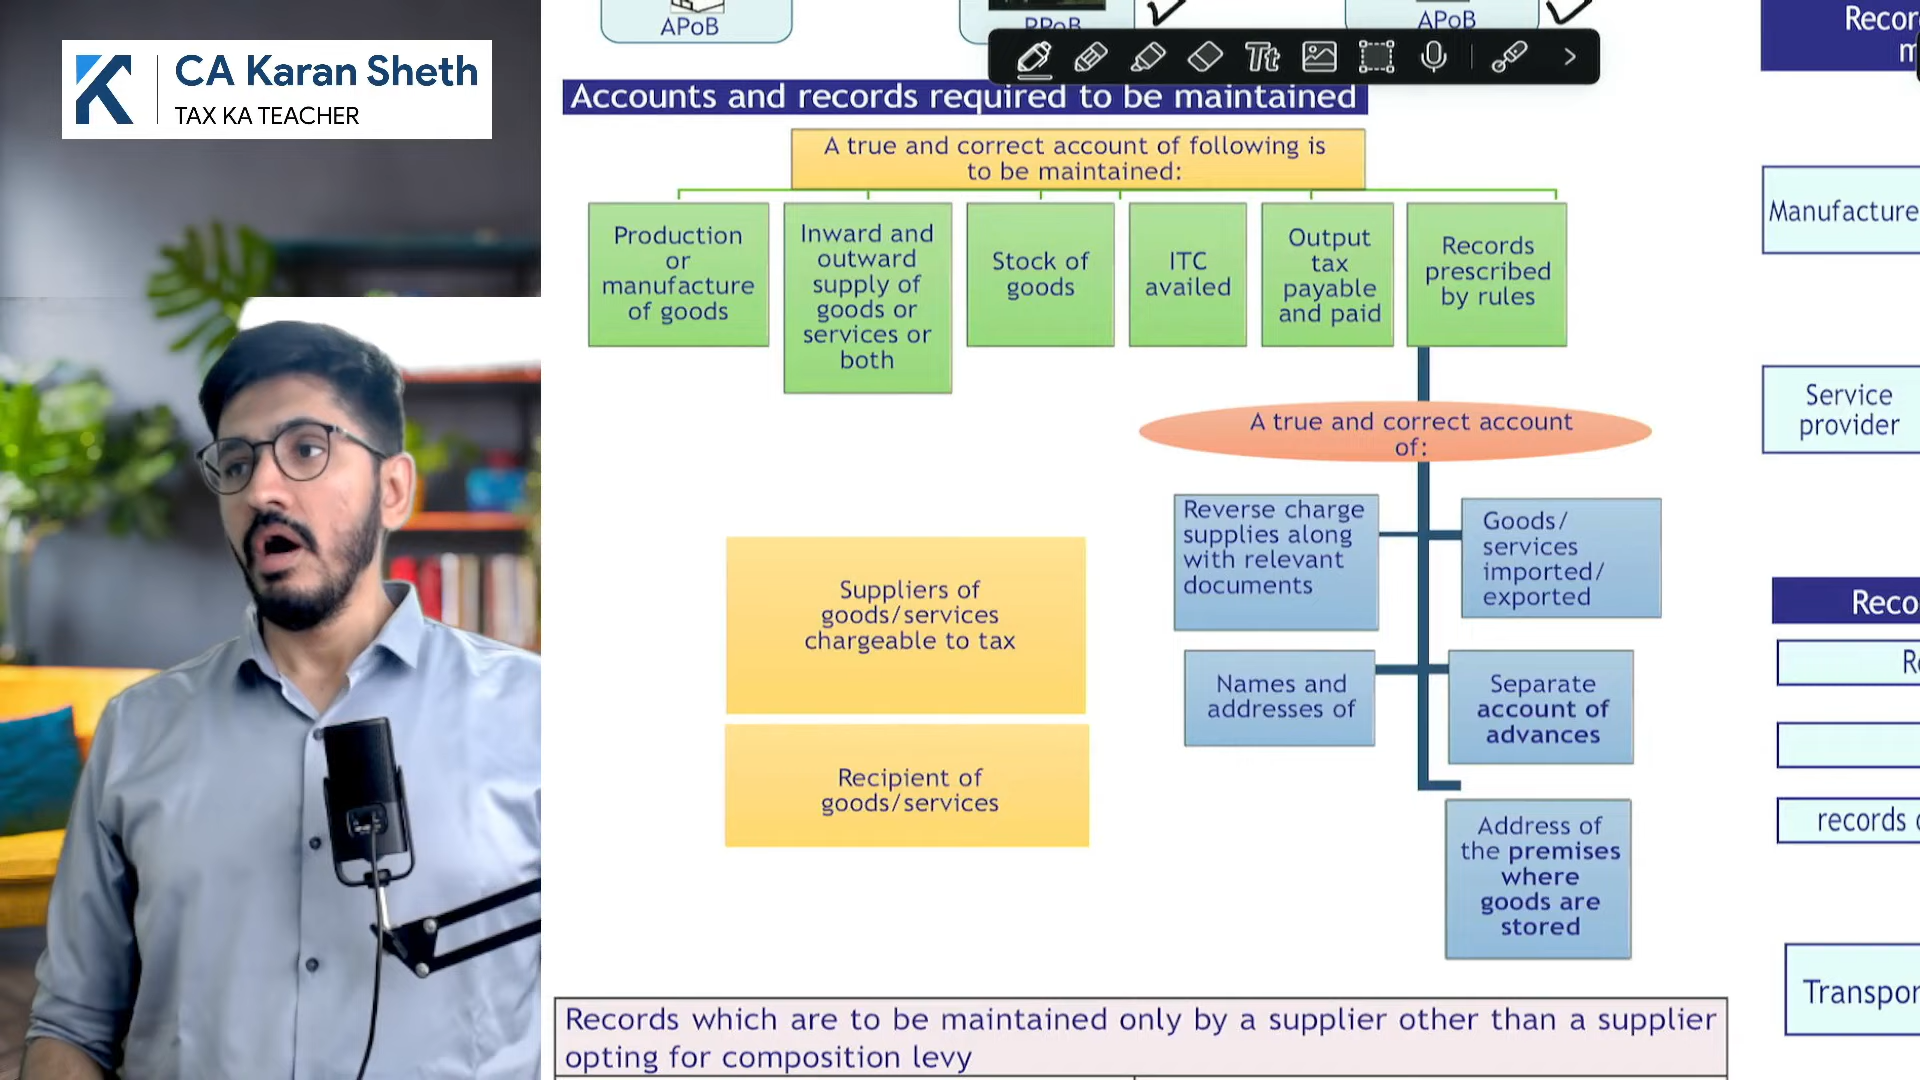 CA Karan Sheth
TAX KA TEACHER
APoB
PPoB
APoB
Tt
Accounts and records required to be maintained
A true and correct account of following is
to be maintained:
Production
or
manufacture
of goods
Inward and
outward
supply of
goods or
services or
both
Stock of
goods
ITC
availed
Output
tax
payable
and paid
Records
prescribed
by rules
A true and correct account
of:
Reverse charge
supplies along
with relevant
documents
Goods/
services
imported/
exported
Names and
addresses of
Separate
account of
advances
Address of
the premises
where
goods are
stored
Suppliers of
goods/services
chargeable to tax
Recipient of
goods/services
Records which are to be maintained only by a supplier other than a supplier
opting for composition levy
Manufacture
Service
provider
records